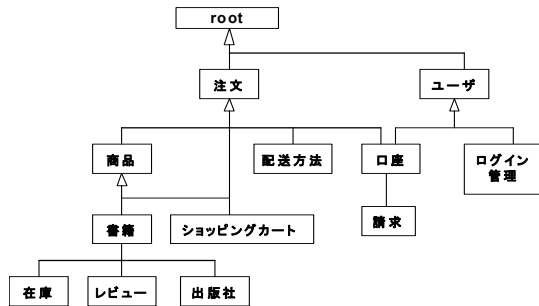 root
注文
ユーザ
商品
配送方法
口座
ログイン
管理
書籍
ショッピングカート
請求
在庫
レビュー
出版社